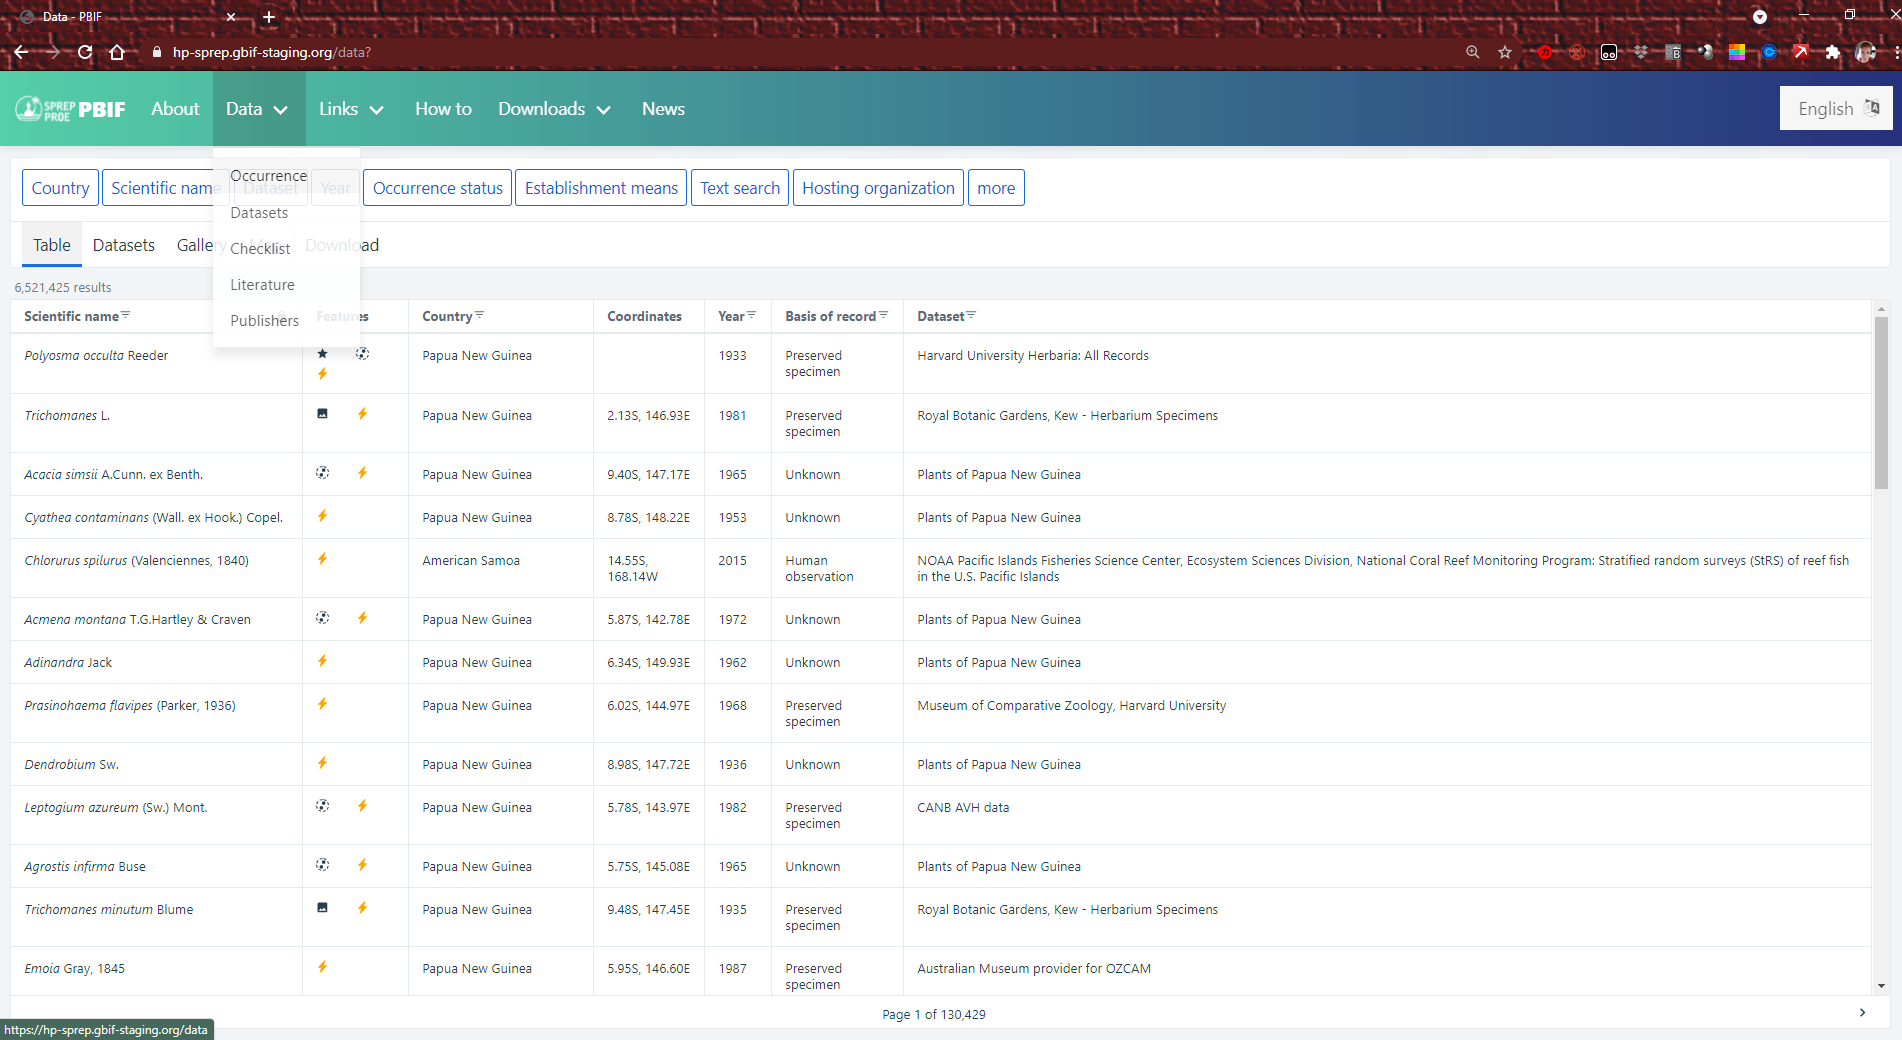 Data - PBIF
hp-sprep.gbif-staging.org/data?
SPREP
PROE
PBIF
About
Data
Links
How to
Downloads
News
English
Country
Scientific name
Dataset
Year
Occurrence status
Establishment means
Text search
Hosting organization
more
Occurrence
Datasets
Checklist
Literature
Publishers
Table
Datasets
Gallery
Map
Download
6,521,425 results
Scientific name Features Country Coordinates Year Basis of record Dataset
Polyosma occulta Reeder Papua New Guinea 1933 Preserved Harvard University Herbaria: All Records
specimen
Trichomanes L. Papua New Guinea 2.13S, 146.93E 1981 Preserved Royal Botanic Gardens, Kew - Herbarium Specimens
specimen
Acacia simsii A.Cunn. ex Benth. Papua New Guinea 9.40S, 147.17E 1965 Unknown Plants of Papua New Guinea
Cyathea contaminans (Wall. ex Hook.) Copel. Papua New Guinea 8.78S, 148.22E 1953 Unknown Plants of Papua New Guinea
Chlorurus spilurus (Valenciennes, 1840) American Samoa 14.55S, 2015 Human NOAA Pacific Islands Fisheries Science Center, Ecosystem Sciences Division, National Coral Reef Monitoring Program: Stratified random surveys (StRS) of reef fish
168.14W observation in the U.S. Pacific Islands
Acmena montana T.G.Hartley & Craven Papua New Guinea 5.87S, 142.78E 1972 Unknown Plants of Papua New Guinea
Adinandra Jack Papua New Guinea 6.34S, 149.93E 1962 Unknown Plants of Papua New Guinea
Prasinohaema flavipes (Parker, 1936) Papua New Guinea 6.02S, 144.97E 1968 Preserved Museum of Comparative Zoology, Harvard University
specimen
Dendrobium Sw. Papua New Guinea 8.98S, 147.72E 1936 Unknown Plants of Papua New Guinea
Leptogium azureum (Sw.) Mont. Papua New Guinea 5.78S, 143.97E 1982 Preserved CANB AVH data
specimen
Agrostis infirma Buse Papua New Guinea 5.75S, 145.08E 1965 Unknown Plants of Papua New Guinea
Trichomanes minutum Blume Papua New Guinea 9.48S, 147.45E 1935 Preserved Royal Botanic Gardens, Kew - Herbarium Specimens
specimen
Emoia Gray, 1845 Papua New Guinea 5.95S, 146.60E 1987 Preserved Australian Museum provider for OZCAM
specimen
Page 1 of 130,429
https://hp-sprep.gbif-staging.org/data